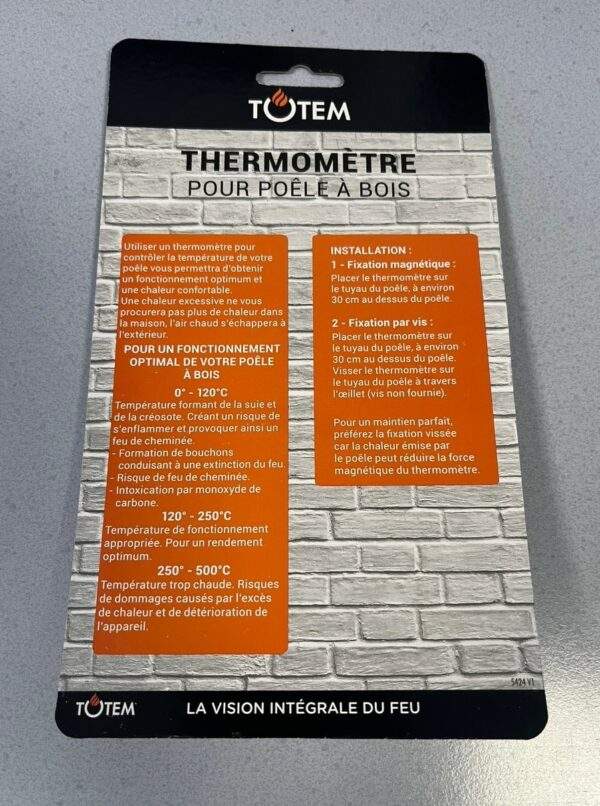 TOTEM
THERMOMÈTRE
POUR POÊLE À BOIS
Utiliser un thermomètre pour
contrôler la température de votre
poêle vous permettra d'obtenir
un fonctionnement optimum et
une chaleur confortable.
Une chaleur excessive ne vous
procurera pas plus de chaleur dans
la maison, l'air chaud s'échappera à
l'extérieur.
POUR UN FONCTIONNEMENT
OPTIMAL DE VOTRE POÊLE
À BOIS
0° - 120°C
Température formant de la suie et
de la créosote. Créant un risque de
s'enflammer et provoquer ainsi un
feu de cheminée.
- Formation de bouchons
conduisant à une extinction du feu.
- Risque de feu de cheminée.
- Intoxication par monoxyde de
carbone.
120° - 250°C
Température de fonctionnement
appropriée. Pour un rendement
optimum.
250° - 500°C
Température trop chaude. Risques
de dommages causés par l'excès
de chaleur et de détérioration de
l'appareil.
INSTALLATION :
1 - Fixation magnétique :
Placer le thermomètre sur
le tuyau du poêle, à environ
30 cm au dessus du poêle.
2 - Fixation par vis :
Placer le thermomètre sur
le tuyau du poêle, à environ
30 cm au dessus du poêle.
Visser le thermomètre sur
le tuyau du poêle à travers
l'œillet (vis non fournie).
Pour un maintien parfait,
préférez la fixation vissée
car la chaleur émise par
le poêle peut réduire la force
magnétique du thermomètre.
5424 V1
TOTEM
LA VISION INTÉGRALE DU FEU